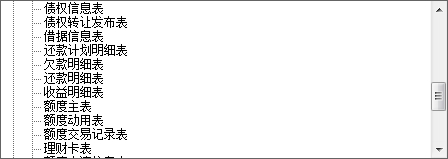 债权信息表
债权转让发布表
借据信息表
还款计划明细表
欠款明细表
还款明细表
收益明细表
额度主表
额度动用表
额度交易记录表
理财卡表